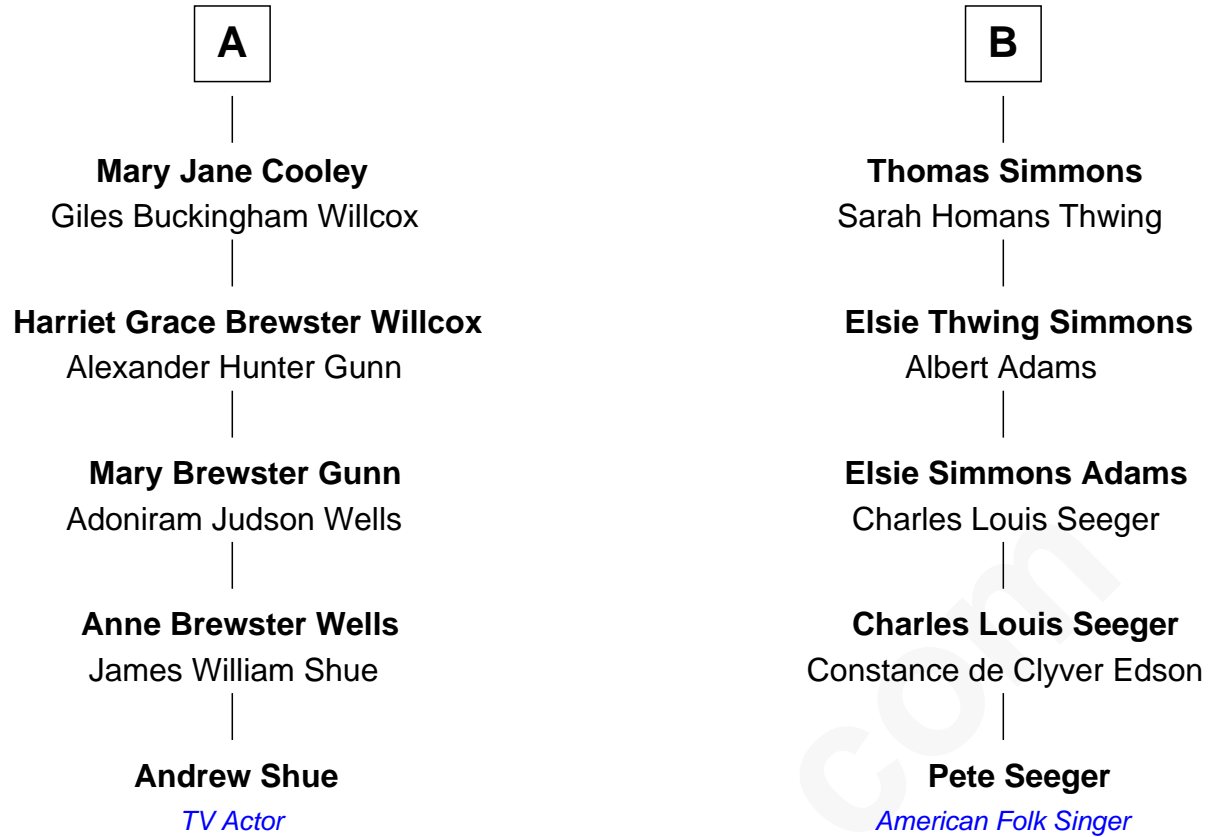 A
Mary Jane Cooley
Giles Buckingham Willcox
Harriet Grace Brewster Willcox
Alexander Hunter Gunn
Mary Brewster Gunn
Adoniram Judson Wells
Anne Brewster Wells
James William Shue
Andrew Shue
TV Actor
B
Thomas Simmons
Sarah Homans Thwing
Elsie Thwing Simmons
Albert Adams
Elsie Simmons Adams
Charles Louis Seeger
Charles Louis Seeger
Constance de Clyver Edson
Pete Seeger
American Folk Singer
com